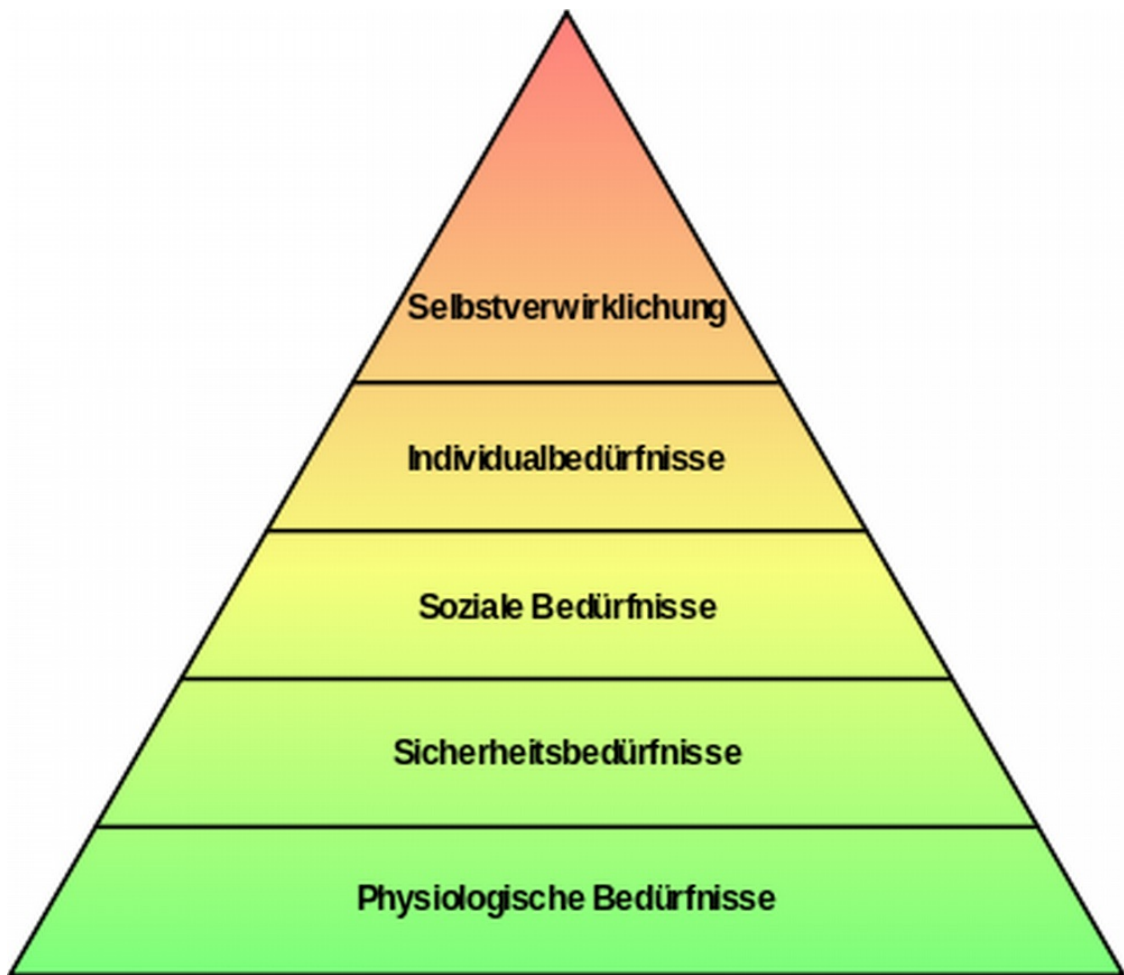 Selbstverwirklichung
Individualbedürfnisse
Soziale Bedürfnisse
Sicherheitsbedürfnisse
Physiologische Bedürfnisse